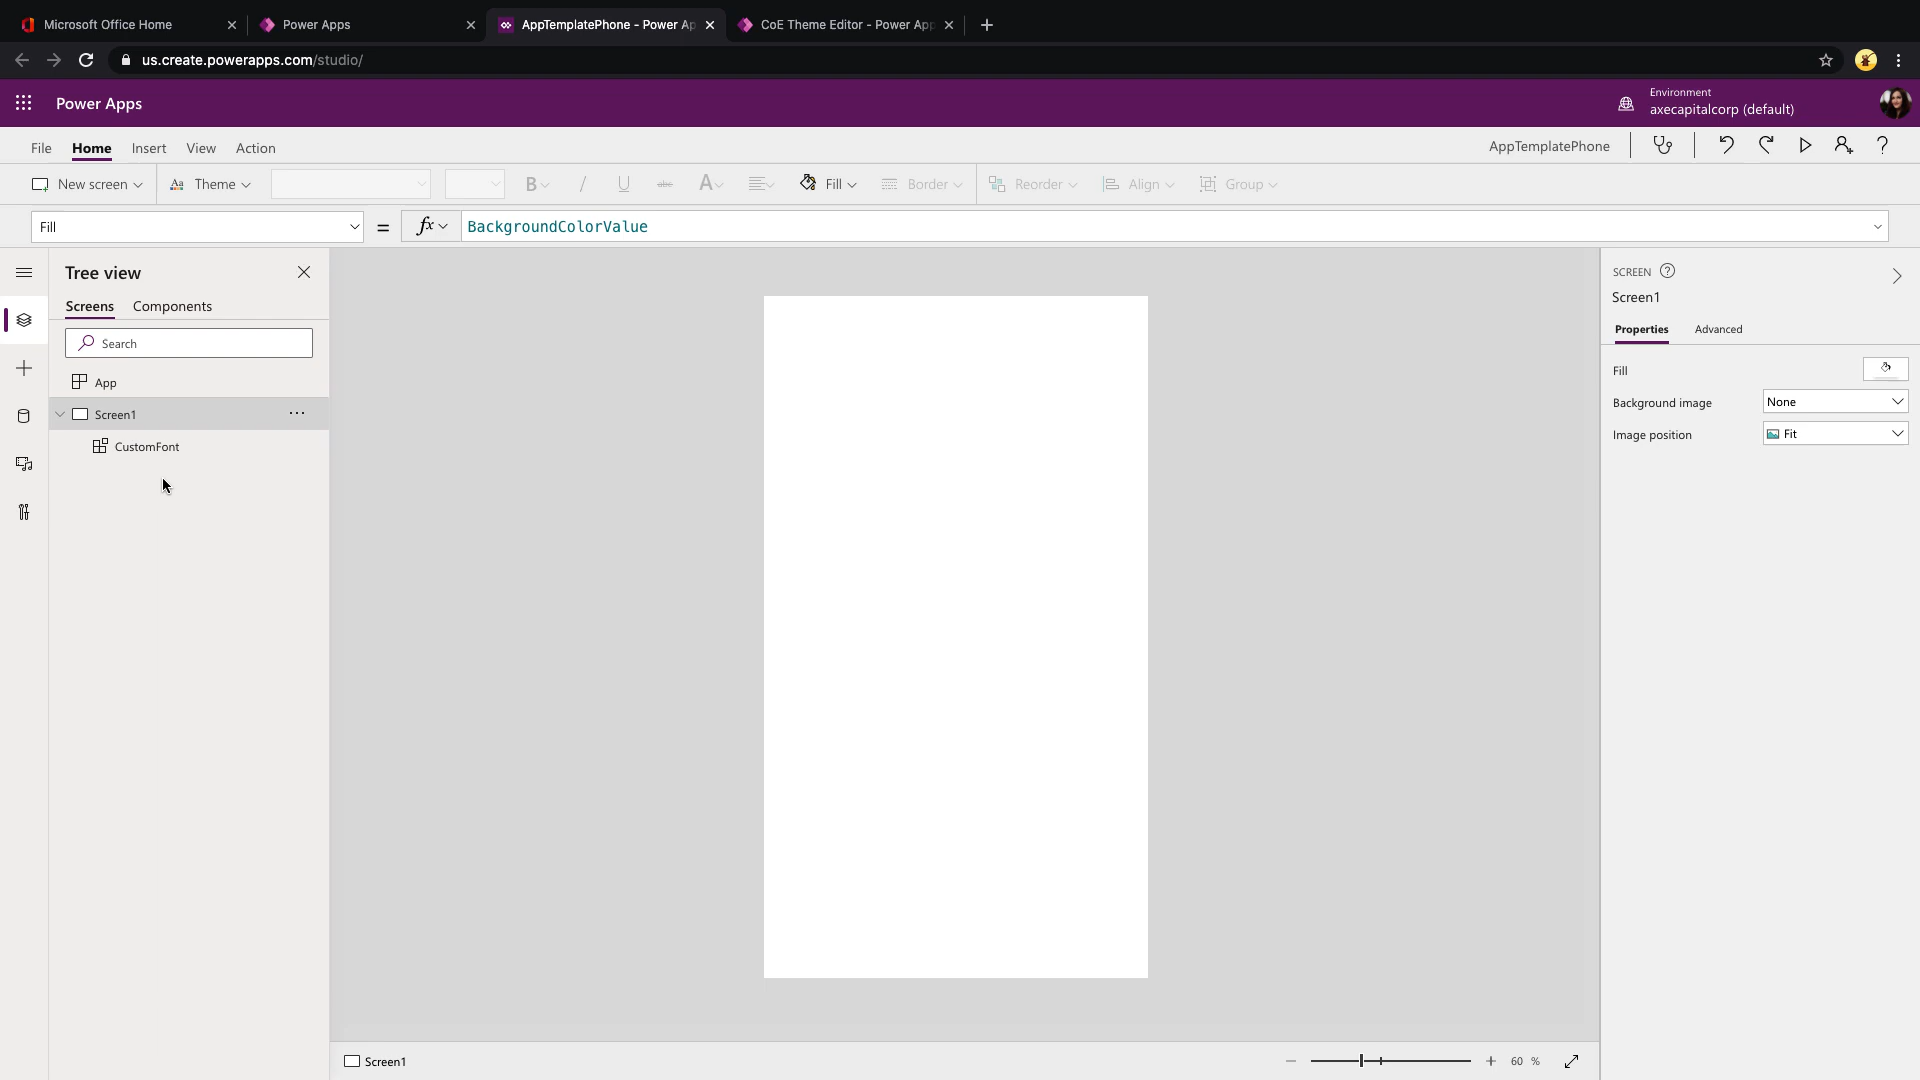 Microsoft Office Home
Power Apps
AppTemplatePhone - Power Ap
CoE Theme Editor - Power App
us.create.powerapps.com/studio/
Power Apps
Environment
axecapitalcorp (default)
File
Home
Insert
View
Action
AppTemplatePhone
New screen
Theme
B
I
U
abc
A
Fill
Border
Reorder
Align
Group
Fill
=
fx
BackgroundColorValue
Tree view
Screens
Components
Search
App
Screen1
CustomFont
SCREEN
Screen1
Properties
Advanced
Fill
Background image
None
Image position
Fit
Screen1
60 %